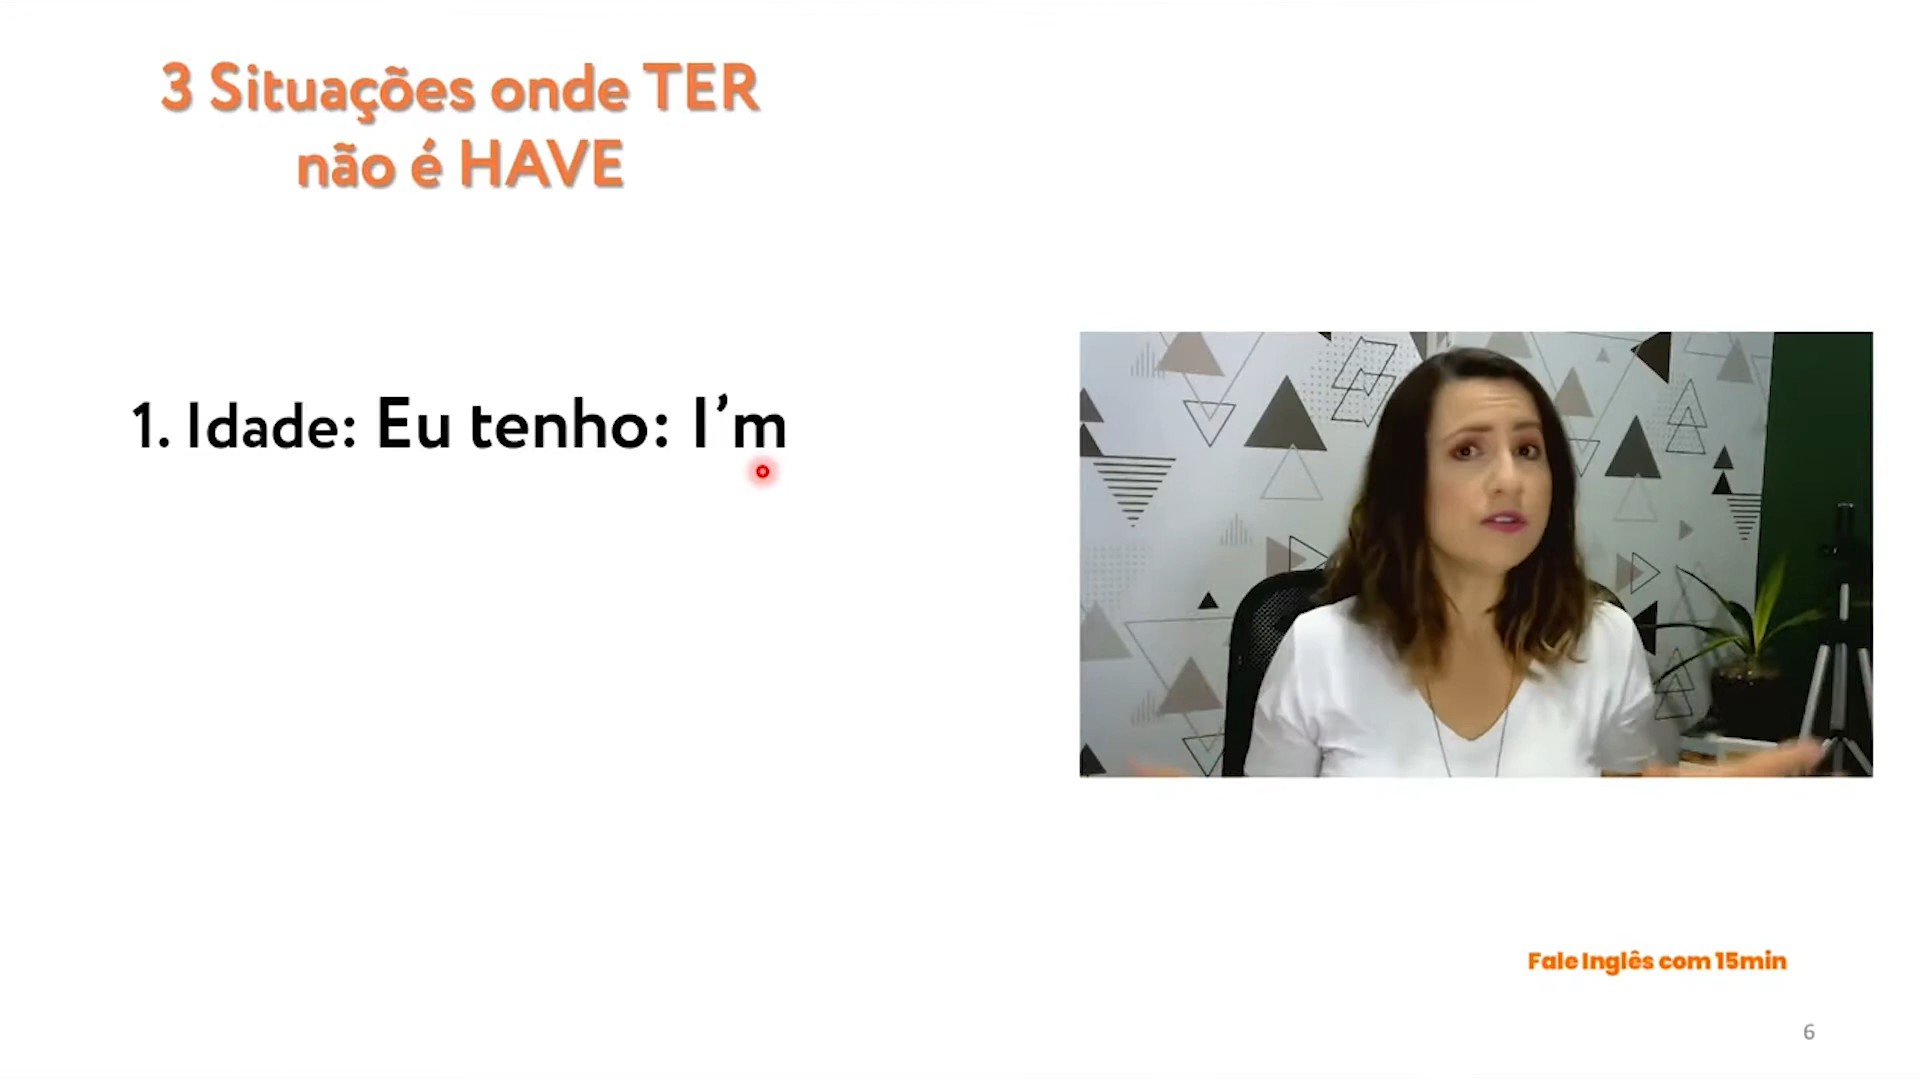 3 Situações onde TER
não é HAVE
1. Idade: Eu tenho: I’m
Fale Inglês com 15min
6